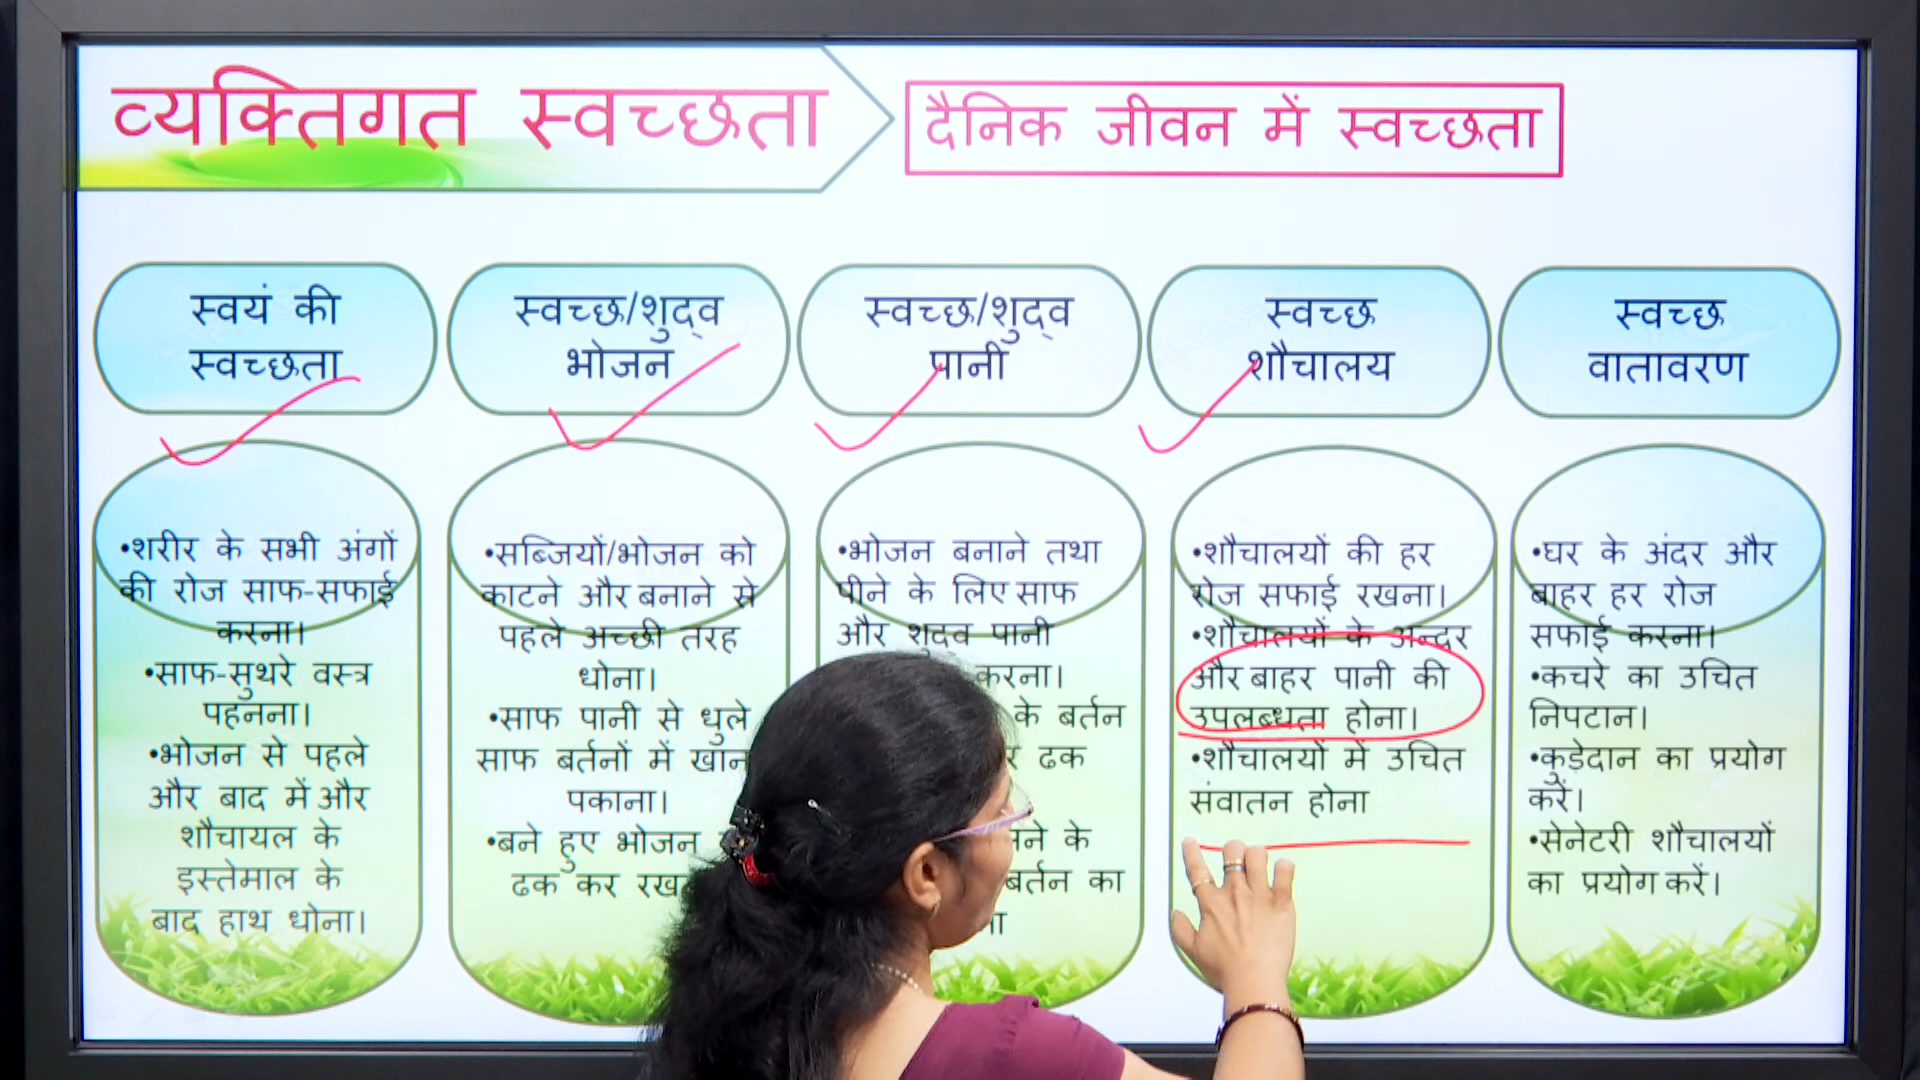 व्यक्तिगत स्वच्छता
दैनिक जीवन में स्वच्छता
स्वयं की
स्वच्छता
स्वच्छ/शुद्व
भोजन
स्वच्छ/शुद्व
पानी
स्वच्छ
शौचालय
स्वच्छ
वातावरण
•शरीर के सभी अंगों
की रोज साफ-सफाई
करना।
•साफ-सुथरे वस्त्र
पहनना।
•भोजन से पहले
और बाद में और
शौचायल के
इस्तेमाल के
बाद हाथ धोना।
•सब्जियों/भोजन को
काटने और बनाने से
पहले अच्छी तरह
धोना।
•साफ पानी से धुले
साफ बर्तनों में
पकाना।
•बने हुए भोजन
ढक कर
•भोजन बनाने तथा
पीने के लिए साफ
और शुद्व पानी
करना।
के बर्तन
ढक
के
बर्तन का
•शौचालयों की हर
रोज सफाई रखना।
•शौचालयों के अन्दर
और बाहर पानी की
उपलब्धता होना।
•शौचालयों में उचित
संवातन होना
•घर के अंदर और
बाहर हर रोज
सफाई करना।
•कचरे का उचित
निपटान।
•कुड़ेदान का प्रयोग
करें।
•सेनेटरी शौचालयों
का प्रयोग करें।